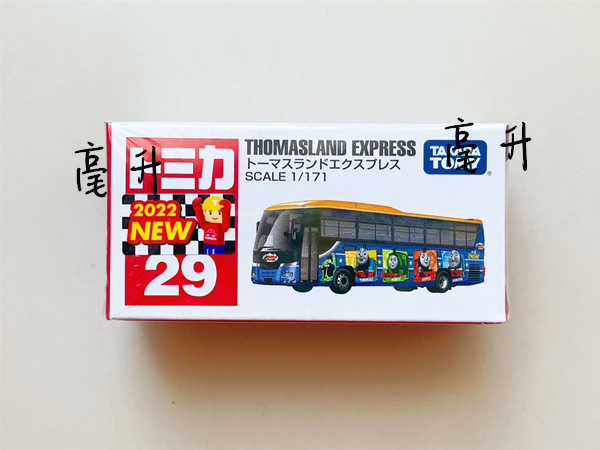 毫升
毫升
トミカ
2022
NEW
29
THOMASLAND EXPRESS
トーマスランドエクスプレス
SCALE 1/171
TAKARA
TOMY